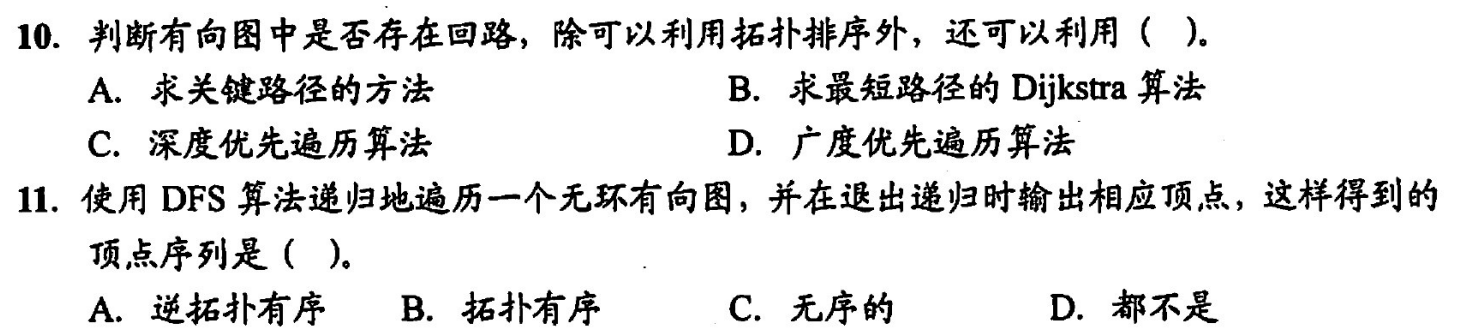 10. 判断有向图中是否存在回路，除可以利用拓扑排序外，还可以利用（ ）。
A. 求关键路径的方法 B. 求最短路径的 Dijkstra 算法
C. 深度优先遍历算法 D. 广度优先遍历算法
11. 使用 DFS 算法递归地遍历一个无环有向图，并在退出递归时输出相应顶点，这样得到的
顶点序列是（ ）。
A. 逆拓扑有序 B. 拓扑有序 C. 无序的 D. 都不是